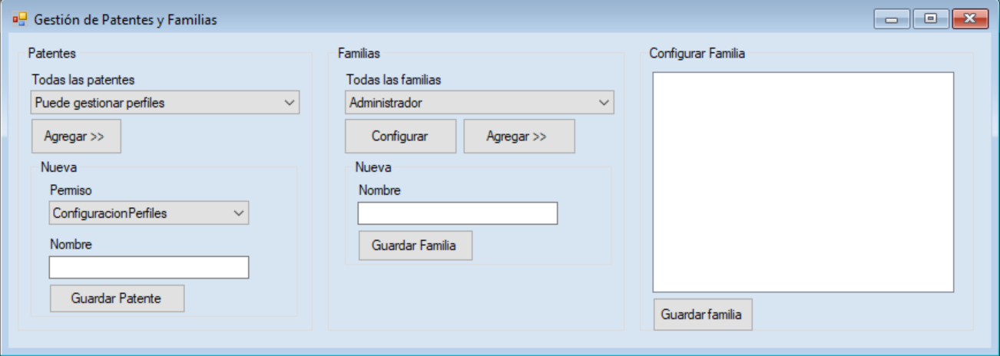 Gestión de Patentes y Familias
Patentes
Todas las patentes
Puede gestionar perfiles
Agregar >>
Nueva
Permiso
ConfiguracionPerfiles
Nombre
Guardar Patente
Familias
Todas las familias
Administrador
Configurar
Agregar >>
Nueva
Nombre
Guardar Familia
Configurar Familia
Guardar familia